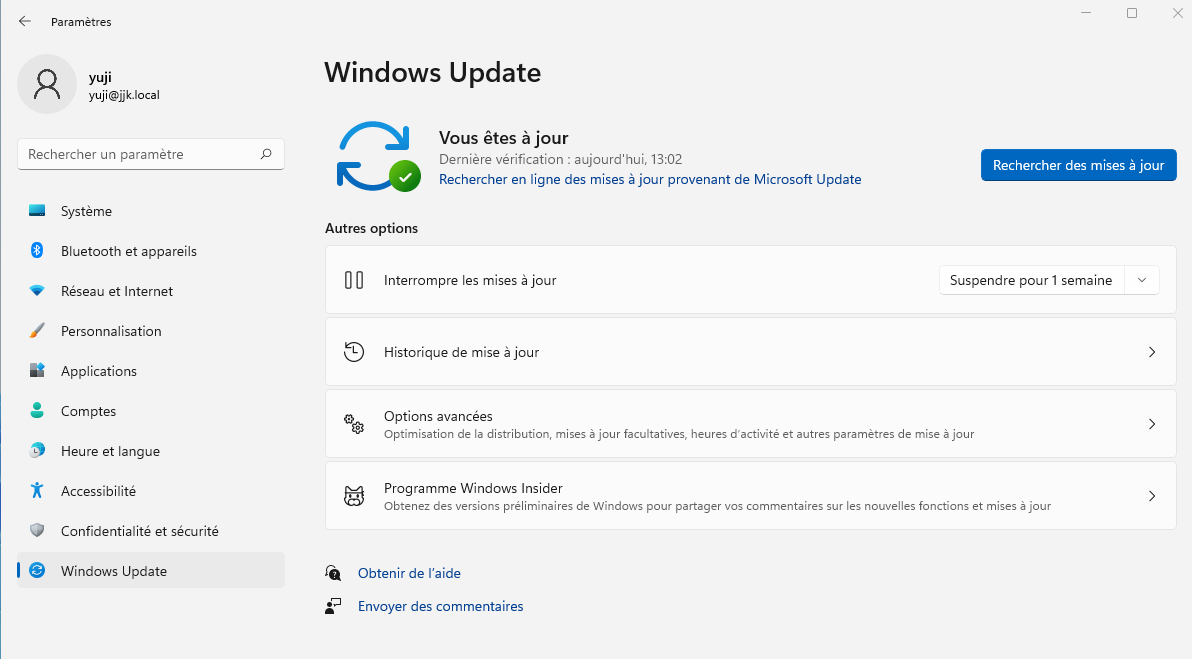 Paramètres
yuji
yuji@jjk.local
Rechercher un paramètre
Système
Bluetooth et appareils
Réseau et Internet
Personnalisation
Applications
Comptes
Heure et langue
Accessibilité
Confidentialité et sécurité
Windows Update
Windows Update
Vous êtes à jour
Dernière vérification : aujourd'hui, 13:02
Rechercher en ligne des mises à jour provenant de Microsoft Update
Rechercher des mises à jour
Autres options
Interrompre les mises à jour
Suspendre pour 1 semaine
Historique de mise à jour
Options avancées
Optimisation de la distribution, mises à jour facultatives, heures d’activité et autres paramètres de mise à jour
Programme Windows Insider
Obtenez des versions préliminaires de Windows pour partager vos commentaires sur les nouvelles fonctions et mises à jour
Obtenir de l’aide
Envoyer des commentaires